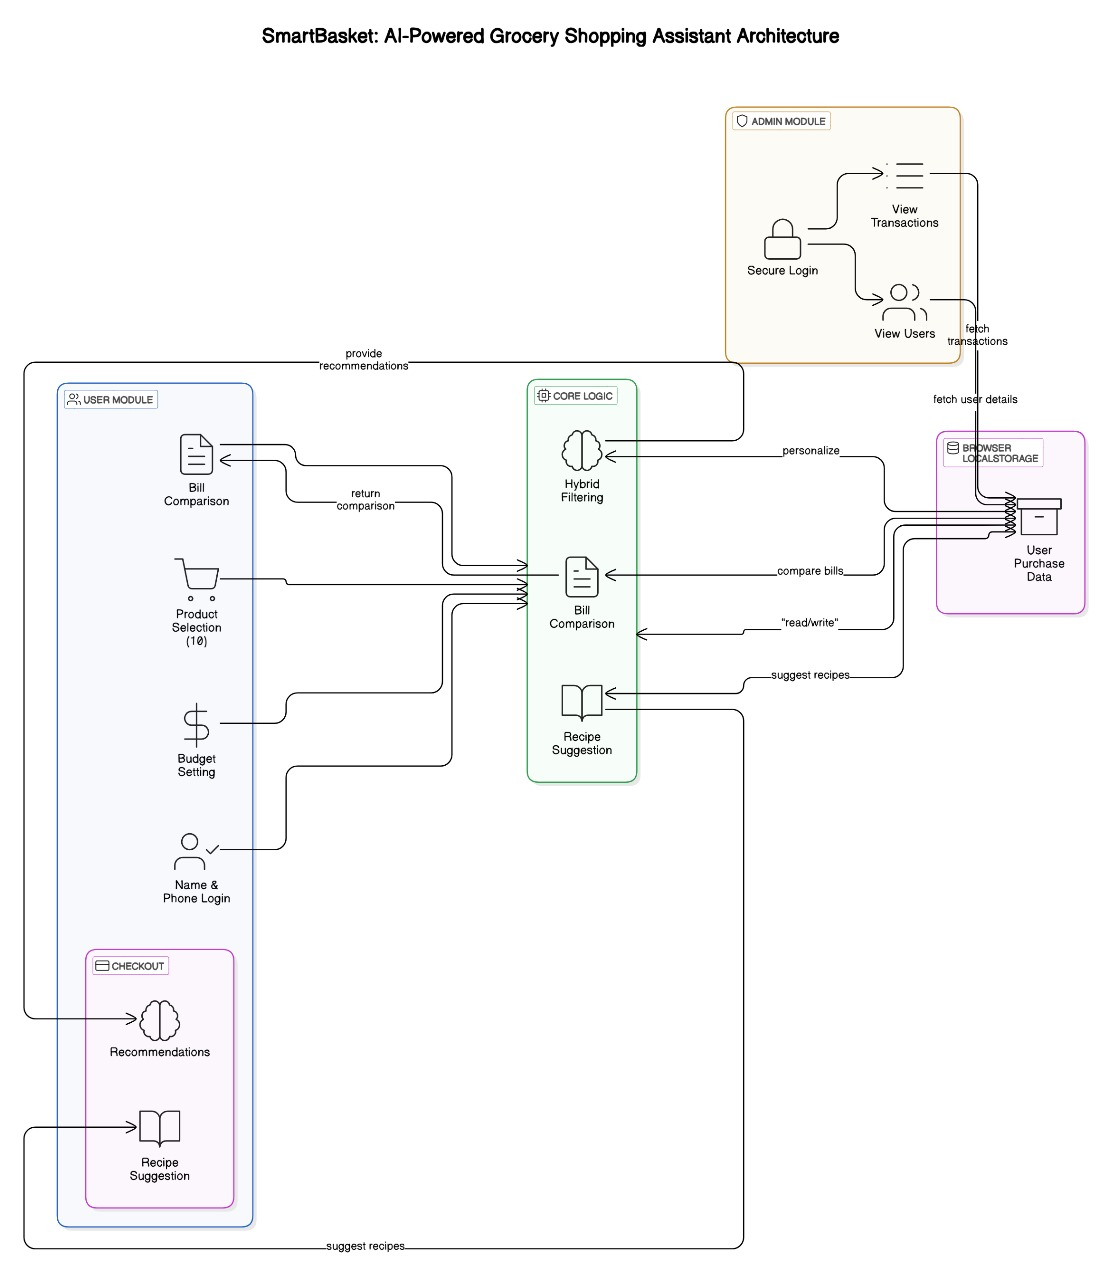 SmartBasket: AI-Powered Grocery Shopping Assistant Architecture
ADMIN MODULE
View
Transactions
Secure Login
View Users
fetch
transactions
fetch user details
provide
recommendations
USER MODULE
Bill
Comparison
return
comparison
Product
Selection
(10)
Budget
Setting
Name &
Phone Login
CHECKOUT
Recommendations
Recipe
Suggestion
suggest recipes
CORE LOGIC
Hybrid
Filtering
Bill
Comparison
Recipe
Suggestion
personalize
compare bills
"read/write"
suggest recipes
BROWSER
LOCALSTORAGE
User
Purchase
Data